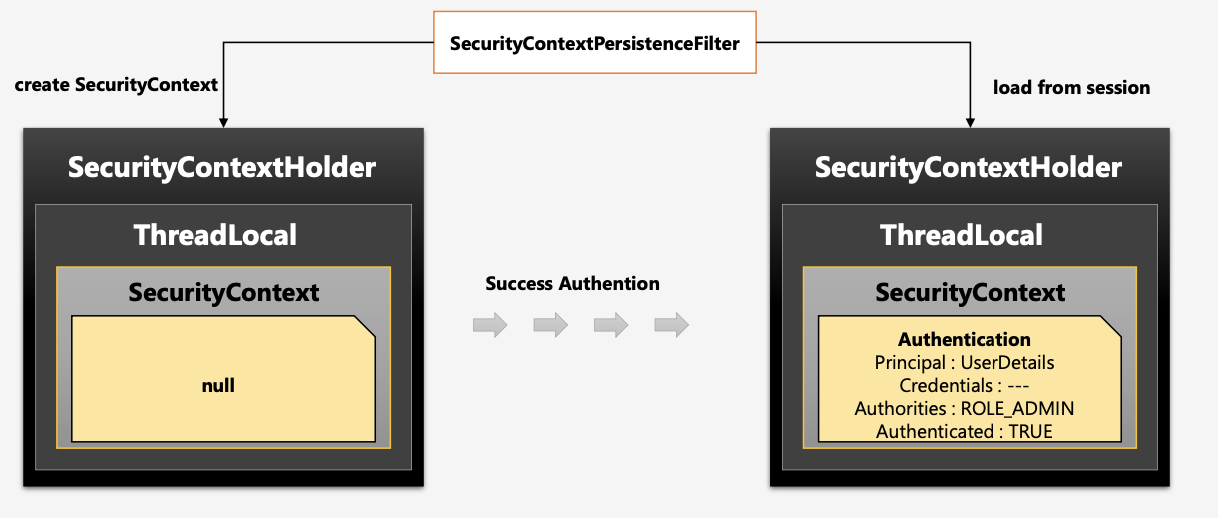 SecurityContextPersistenceFilter
create SecurityContext
load from session
SecurityContextHolder
ThreadLocal
SecurityContext
null
Success Authention
SecurityContextHolder
ThreadLocal
SecurityContext
Authentication
Principal : UserDetails
Credentials : ---
Authorities : ROLE_ADMIN
Authenticated : TRUE